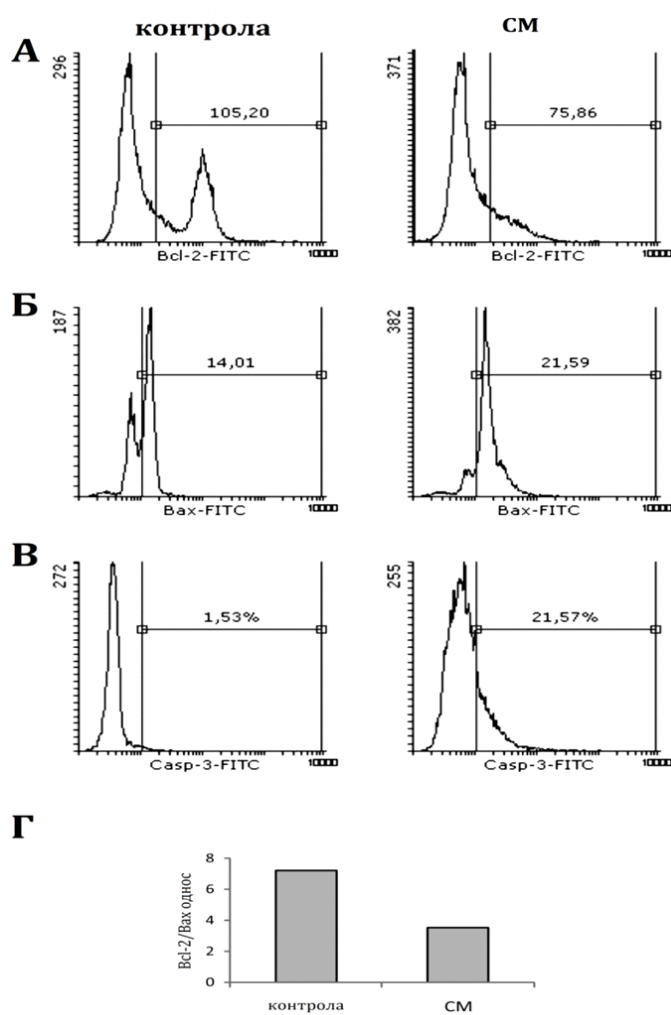 контрола
СМ
А
296
105,20
Bcl-2-FITC
10000
371
75,86
Bcl-2-FITC
10000
Б
187
14,01
Bax-FITC
10000
382
21,59
Bax-FITC
10000
В
272
1,53%
Casp-3-FITC
10000
255
21,57%
Casp-3-FITC
10000
Г
Bcl-2/Bax однос
8
6
4
2
0
контрола
СМ